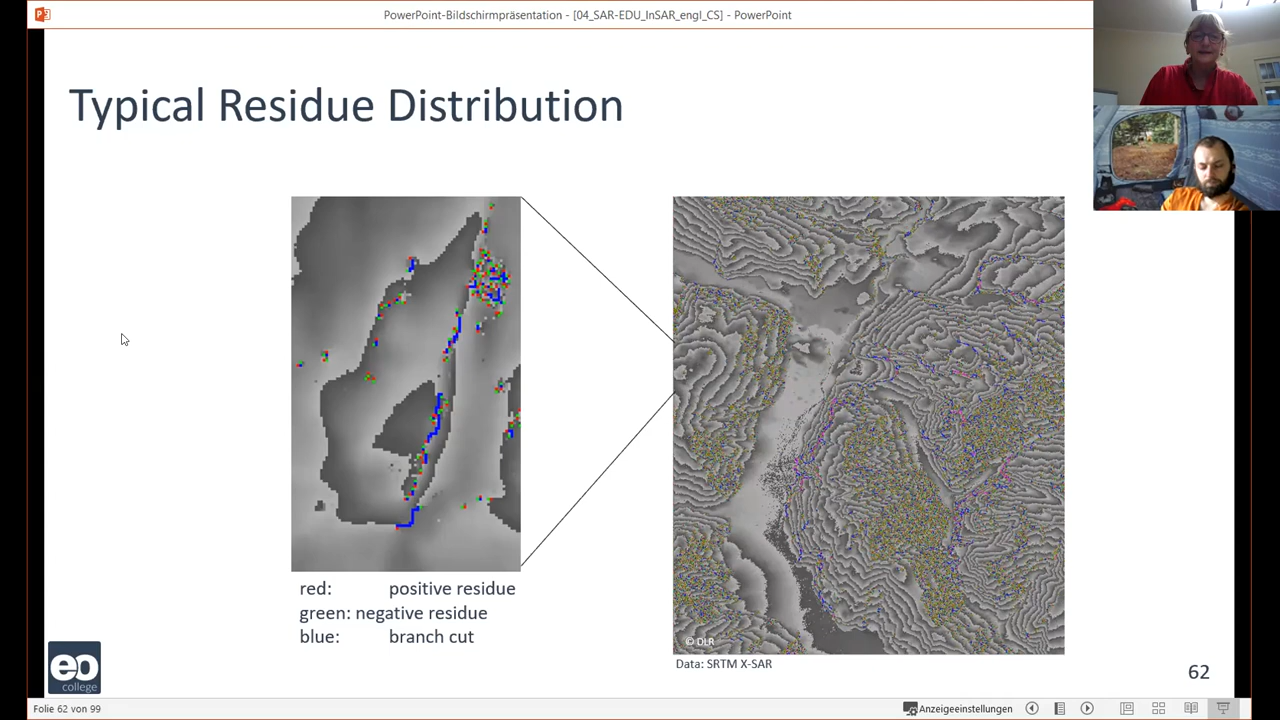 PowerPoint-Bildschirmpräsentation - [04_SAR-EDU_InSAR_engl_CS] - PowerPoint
Typical Residue Distribution
red: positive residue
green: negative residue
blue: branch cut
© DLR
Data: SRTM X-SAR
eo
college
62
Folie 62 von 99
Anzeigeeinstellungen